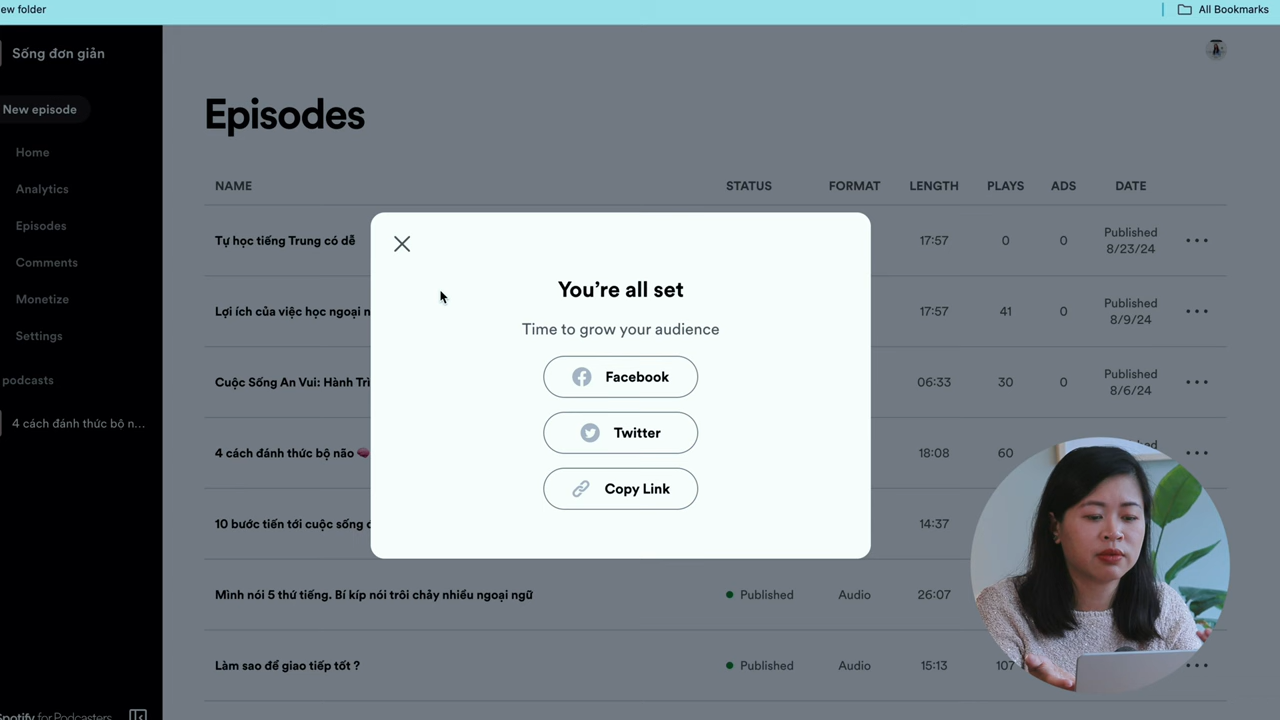 ew folder
All Bookmarks
Sống đơn giản
New episode
Home
Analytics
Episodes
Comments
Monetize
Settings
podcasts
4 cách đánh thức bộ n...
Spotify for Podcasters
Episodes
NAME STATUS FORMAT LENGTH PLAYS ADS DATE
Tự học tiếng Trung có dễ 17:57 0 0 Published
8/23/24
Lợi ích của việc học ngoại n 17:57 41 0 Published
8/9/24
Cuộc Sống An Vui: Hành Trì 06:33 30 0 Published
8/6/24
4 cách đánh thức bộ não 18:08 60
10 bước tiến tới cuộc sống 14:37
Mình nói 5 thứ tiếng. Bí kíp nói trôi chảy nhiều ngoại ngữ Published Audio 26:07
Làm sao để giao tiếp tốt ? Published Audio 15:13 107
You're all set
Time to grow your audience
Facebook
Twitter
Copy Link